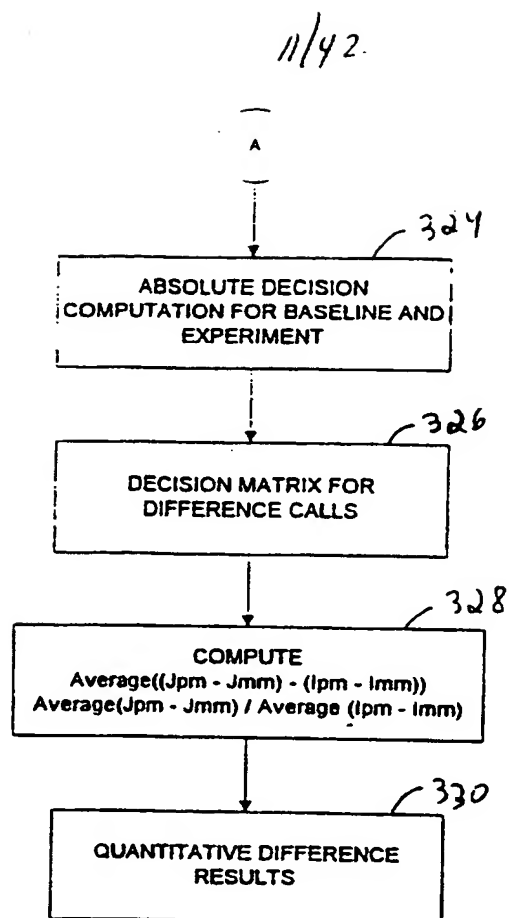 11/42.
A
324
ABSOLUTE DECISION
COMPUTATION FOR BASELINE AND
EXPERIMENT
326
DECISION MATRIX FOR
DIFFERENCE CALLS
328
COMPUTE
Average((Jpm - Jmm) - (Ipm - Imm))
Average(Jpm - Jmm) / Average (Ipm - Imm)
330
QUANTITATIVE DIFFERENCE
RESULTS